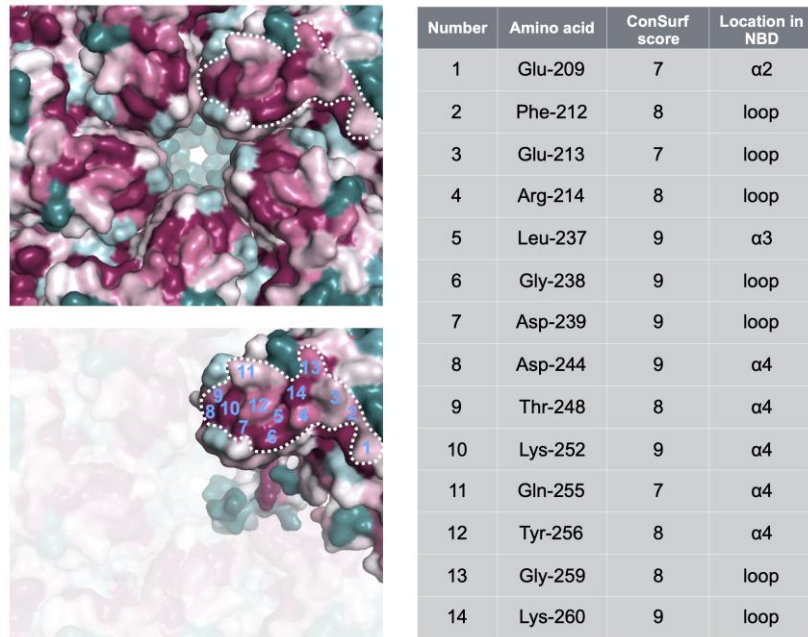 Number Amino acid ConSurf score Location in NBD
1 Glu-209 7 α2
2 Phe-212 8 loop
3 Glu-213 7 loop
4 Arg-214 8 loop
5 Leu-237 9 α3
6 Gly-238 9 loop
7 Asp-239 9 loop
8 Asp-244 9 α4
9 Thr-248 8 α4
10 Lys-252 9 α4
11 Gln-255 7 α4
12 Tyr-256 8 α4
13 Gly-259 8 loop
14 Lys-260 9 loop
11 13
9 14 3
8 10 12 2
5 4
7 6
1